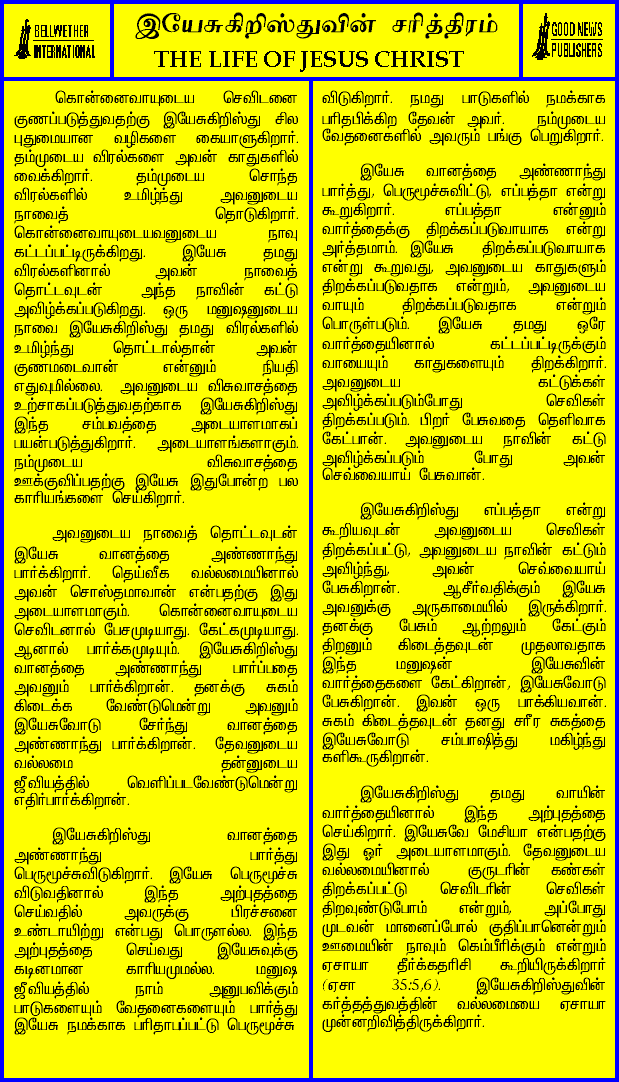 BELLWETHER
INTERNATIONAL
இயேசுகிறிஸ்துவின் சரித்திரம்
THE LIFE OF JESUS CHRIST
GOOD NEWS
PUBLISHERS
கொன்னைவாயுடைய செவிடனை
குணப்படுத்துவதற்கு இயேசுகிறிஸ்து சில
புதுமையான வழிகளை கையாளுகிறார்.
தம்முடைய விரல்களை அவன் காதுகளில்
வைக்கிறார். தம்முடைய சொந்த
விரல்களில் உமிழ்ந்து அவனுடைய
நாவைத் தொடுகிறார்.
கொன்னைவாயுடையவனுடைய நாவு
கட்டப்பட்டிருக்கிறது. இயேசு தமது
விரல்களினால் அவன் நாவைத்
தொட்டவுடன் அந்த நாவின் கட்டு
அவிழ்க்கப்படுகிறது. ஒரு மனுஷனுடைய
நாவை இயேசுகிறிஸ்து தமது விரல்களில்
உமிழ்ந்து தொட்டால்தான் அவன்
குணமடைவான் என்னும் நியதி
எதுவுமில்லை. அவனுடைய விசுவாசத்தை
உற்சாகப்படுத்துவதற்காக இயேசுகிறிஸ்து
இந்த சம்பவத்தை அடையாளமாகப்
பயன்படுத்துகிறார். அடையாளங்களாகும்.
நம்முடைய விசுவாசத்தை
ஊக்குவிப்பதற்கு இயேசு இதுபோன்ற பல
காரியங்களை செய்கிறார்.
அவனுடைய நாவைத் தொட்டவுடன்
இயேசு வானத்தை அண்ணாந்து
பார்க்கிறார். தெய்வீக வல்லமையினால்
அவன் சொஸ்தமாவான் என்பதற்கு இது
அடையாளமாகும். கொன்னைவாயுடைய
செவிடனால் பேசமுடியாது. கேட்கமுடியாது.
ஆனால் பார்க்கமுடியும். இயேசுகிறிஸ்து
வானத்தை அண்ணாந்து பார்ப்பதை
அவனும் பார்க்கிறான். தனக்கு சுகம்
கிடைக்க வேண்டுமென்று அவனும்
இயேசுவோடு சேர்ந்து வானத்தை
அண்ணாந்து பார்க்கிறான். தேவனுடைய
வல்லமை தன்னுடைய
ஜீவியத்தில் வெளிப்படவேண்டுமென்று
எதிர்பார்க்கிறான்.
இயேசுகிறிஸ்து வானத்தை
அண்ணாந்து பார்த்து
பெருமூச்சுவிடுகிறார். இயேசு பெருமூச்சு
விடுவதினால் இந்த அற்புதத்தை
செய்வதில் அவருக்கு பிரச்சனை
உண்டாயிற்று என்பது பொருளல்ல. இந்த
அற்புதத்தை செய்வது இயேசுவுக்கு
கடினமான காரியமுமல்ல. மனுஷ
ஜீவியத்தில் நாம் அனுபவிக்கும்
பாடுகளையும் வேதனைகளையும் பார்த்து
இயேசு நமக்காக பரிதாபப்பட்டு பெருமூச்சு
விடுகிறார். நமது பாடுகளில் நமக்காக
பரிதபிக்கிற தேவன் அவர். நம்முடைய
வேதனைகளில் அவரும் பங்கு பெறுகிறார்.
இயேசு வானத்தை அண்ணாந்து
பார்த்து, பெருமூச்சுவிட்டு, எப்பத்தா என்று
கூறுகிறார். எப்பத்தா என்னும்
வார்த்தைக்கு திறக்கப்படுவாயாக என்று
அர்த்தமாம். இயேசு திறக்கப்படுவாயாக
என்று கூறுவது, அவனுடைய காதுகளும்
திறக்கப்படுவதாக என்றும், அவனுடைய
வாயும் திறக்கப்படுவதாக என்றும்
பொருள்படும். இயேசு தமது ஒரே
வார்த்தையினால் கட்டப்பட்டிருக்கும்
வாயையும் காதுகளையும் திறக்கிறார்.
அவனுடைய கட்டுக்கள்
அவிழ்க்கப்படும்போது செவிகள்
திறக்கப்படும். பிறர் பேசுவதை தெளிவாக
கேட்பான். அவனுடைய நாவின் கட்டு
அவிழ்க்கப்படும் போது அவன்
செவ்வையாய் பேசுவான்.
இயேசுகிறிஸ்து எப்பத்தா என்று
கூறியவுடன் அவனுடைய செவிகள்
திறக்கப்பட்டு, அவனுடைய நாவின் கட்டும்
அவிழ்ந்து, அவன் செவ்வையாய்
பேசுகிறான். ஆசீர்வதிக்கும் இயேசு
அவனுக்கு அருகாமையில் இருக்கிறார்.
தனக்கு பேசும் ஆற்றலும் கேட்கும்
திறனும் கிடைத்தவுடன் முதலாவதாக
இந்த மனுஷன் இயேசுவின்
வார்த்தைகளை கேட்கிறான், இயேசுவோடு
பேசுகிறான். இவன் ஒரு பாக்கியவான்.
சுகம் கிடைத்தவுடன் தனது சரீர சுகத்தை
இயேசுவோடு சம்பாஷித்து மகிழ்ந்து
களிகூருகிறான்.
இயேசுகிறிஸ்து தமது வாயின்
வார்த்தையினால் இந்த அற்புதத்தை
செய்கிறார். இயேசுவே மேசியா என்பதற்கு
இது ஓர் அடையாளமாகும். தேவனுடைய
வல்லமையினால் குருடரின் கண்கள்
திறக்கப்பட்டு செவிடரின் செவிகள்
திறவுண்டுபோம் என்றும், அப்போது
முடவன் மானைப்போல் குதிப்பானென்றும்
ஊமையின் நாவும் கெம்பீரிக்கும் என்றும்
ஏசாயா தீர்க்கதரிசி கூறியிருக்கிறார்
(ஏசா 35:5,6). இயேசுகிறிஸ்துவின்
கர்த்தத்துவத்தின் வல்லமையை ஏசாயா
முன்னறிவித்திருக்கிறார்.